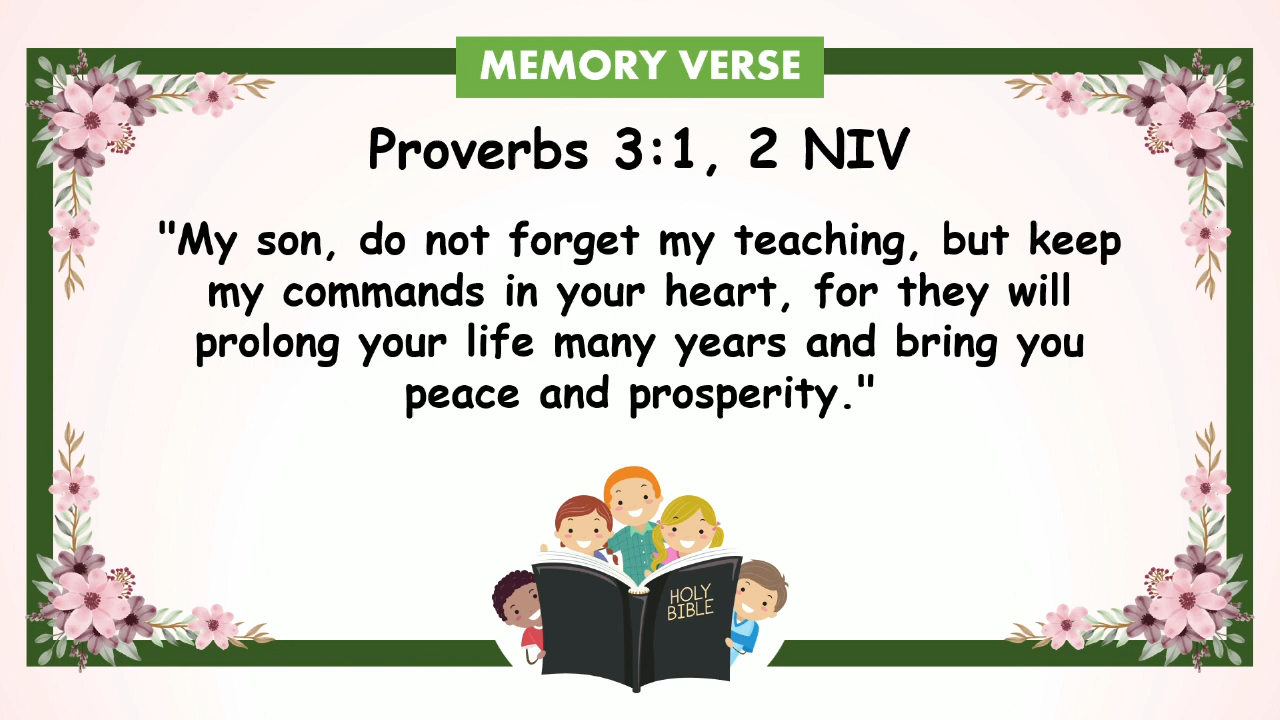 MEMORY VERSE
Proverbs 3:1, 2 NIV
"My son, do not forget my teaching, but keep
my commands in your heart, for they will
prolong your life many years and bring you
peace and prosperity."
HOLY
BIBLE